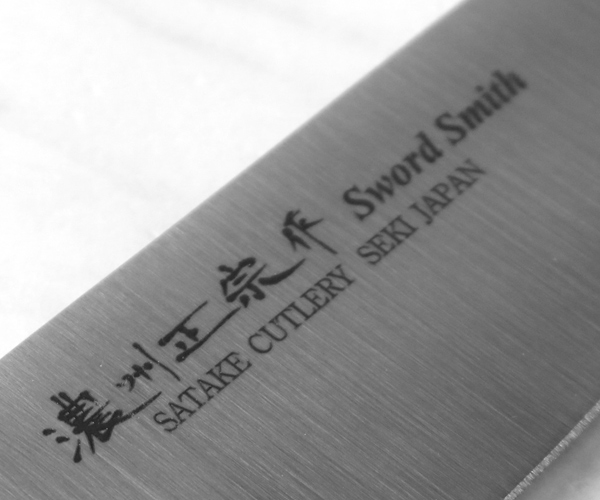 濃州正宗作 Sword Smith
SATAKE CUTLERY SEKI JAPAN